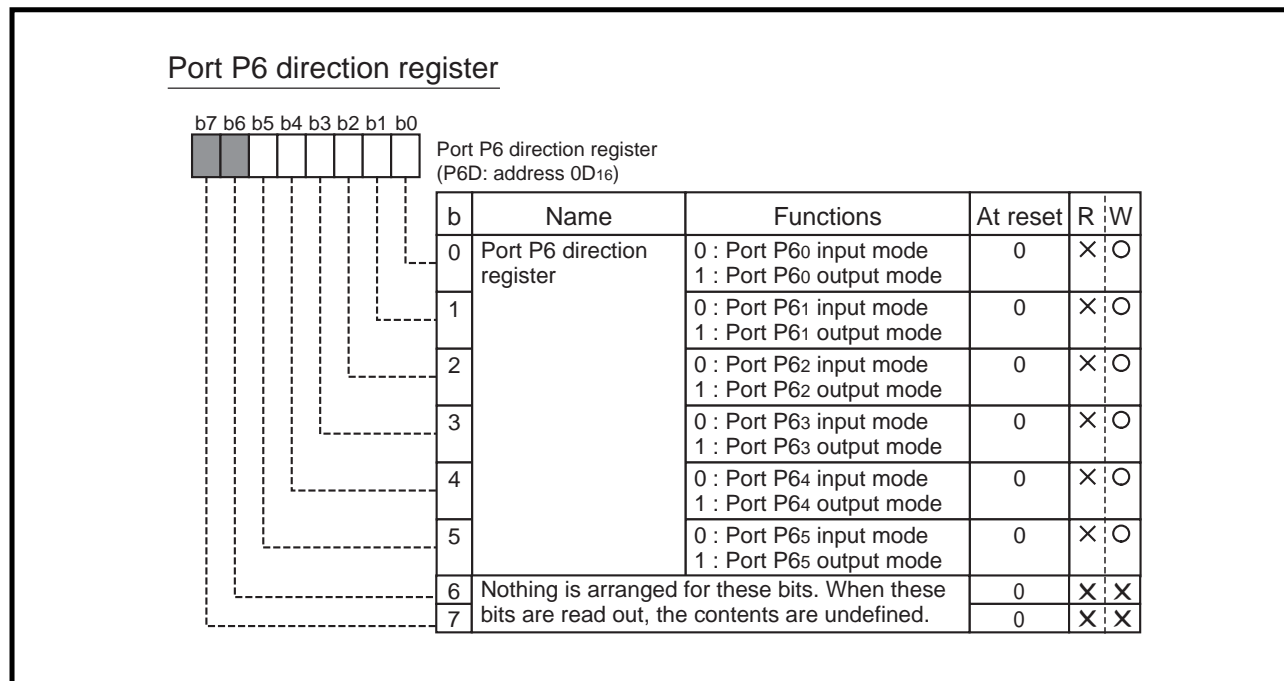 Port P6 direction register
b7 b6 b5 b4 b3 b2 b1 b0
Port P6 direction register
(P6D: address 0D16)
b Name Functions At reset R W
0 Port P6 direction register 0 : Port P60 input mode 0 × ○
1 : Port P60 output mode
1 0 : Port P61 input mode 0 × ○
1 : Port P61 output mode
2 0 : Port P62 input mode 0 × ○
1 : Port P62 output mode
3 0 : Port P63 input mode 0 × ○
1 : Port P63 output mode
4 0 : Port P64 input mode 0 × ○
1 : Port P64 output mode
5 0 : Port P65 input mode 0 × ○
1 : Port P65 output mode
6 Nothing is arranged for these bits. When these 0 × ×
7 bits are read out, the contents are undefined. 0 × ×